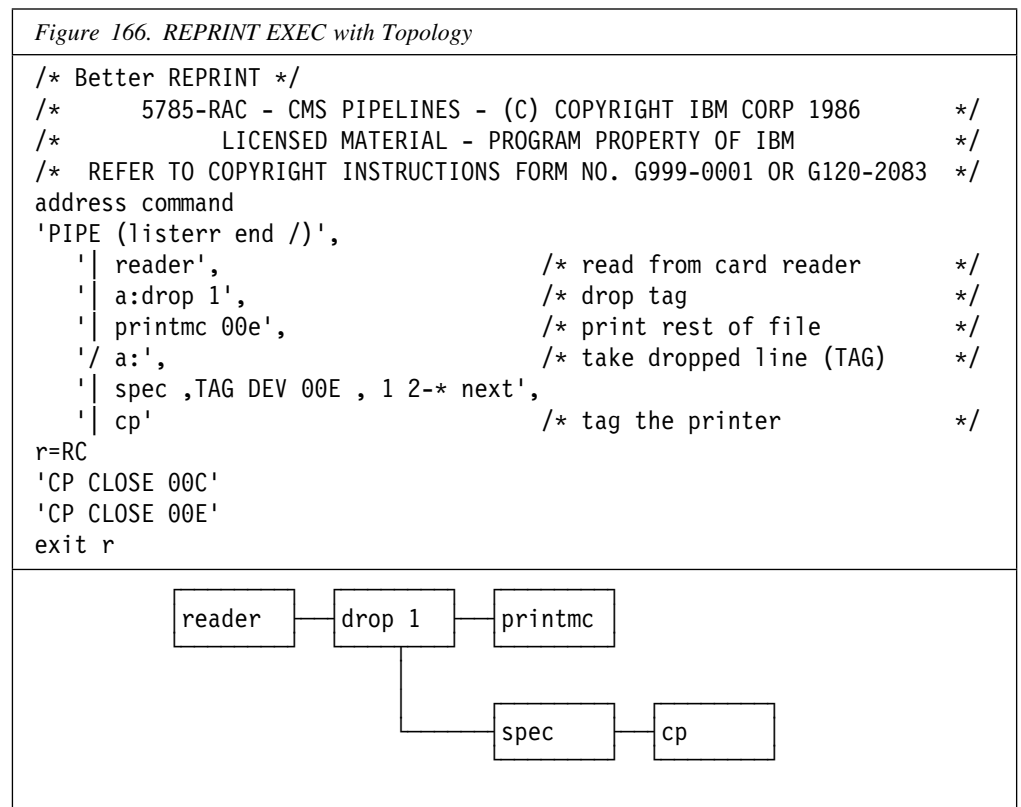 Figure 166. REPRINT EXEC with Topology
/* Better REPRINT */
/*      5785-RAC - CMS PIPELINES - (C) COPYRIGHT IBM CORP 1986       */
/*            LICENSED MATERIAL - PROGRAM PROPERTY OF IBM            */
/*  REFER TO COPYRIGHT INSTRUCTIONS FORM NO. G999-0001 OR G120-2083  */
address command
'PIPE (listerr end /)',
   '| reader',                      /* read from card reader         */
   '| a:drop 1',                    /* drop tag                      */
   '| printmc 00e',                 /* print rest of file            */
   '/ a:',                          /* take dropped line (TAG)       */
   '| spec ,TAG DEV 00E , 1 2-* next',
   '| cp'                           /* tag the printer               */
r=RC
'CP CLOSE 00C'
'CP CLOSE 00E'
exit r
reader drop 1 printmc
spec cp